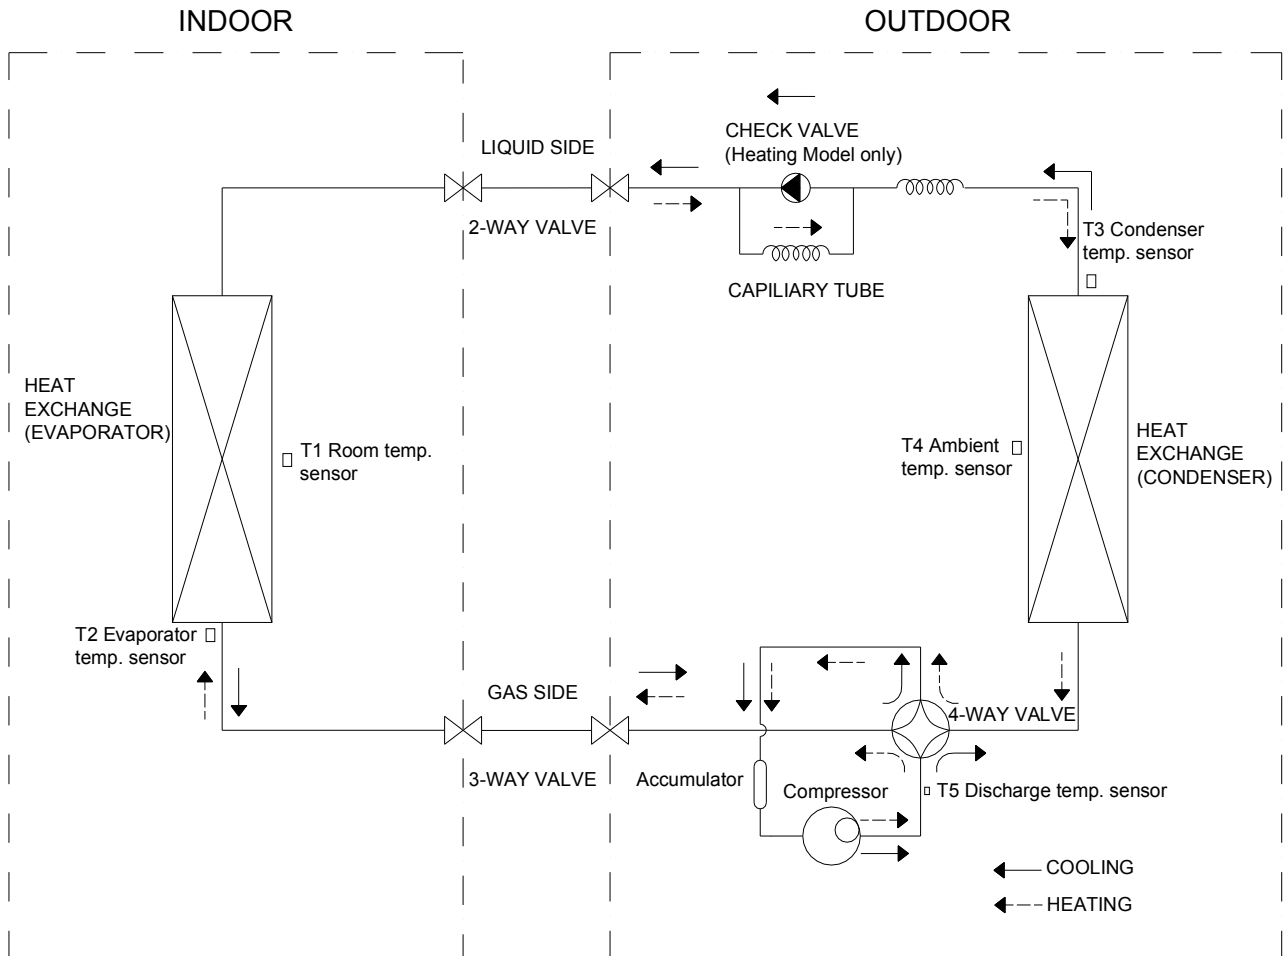 INDOOR
OUTDOOR
CHECK VALVE
(Heating Model only)
LIQUID SIDE
2-WAY VALVE
T3 Condenser
temp. sensor
CAPILIARY TUBE
HEAT
EXCHANGE
(EVAPORATOR)
T1 Room temp.
sensor
T4 Ambient
temp. sensor
HEAT
EXCHANGE
(CONDENSER)
T2 Evaporator
temp. sensor
GAS SIDE
4-WAY VALVE
3-WAY VALVE
Accumulator
Compressor
T5 Discharge temp. sensor
COOLING
HEATING